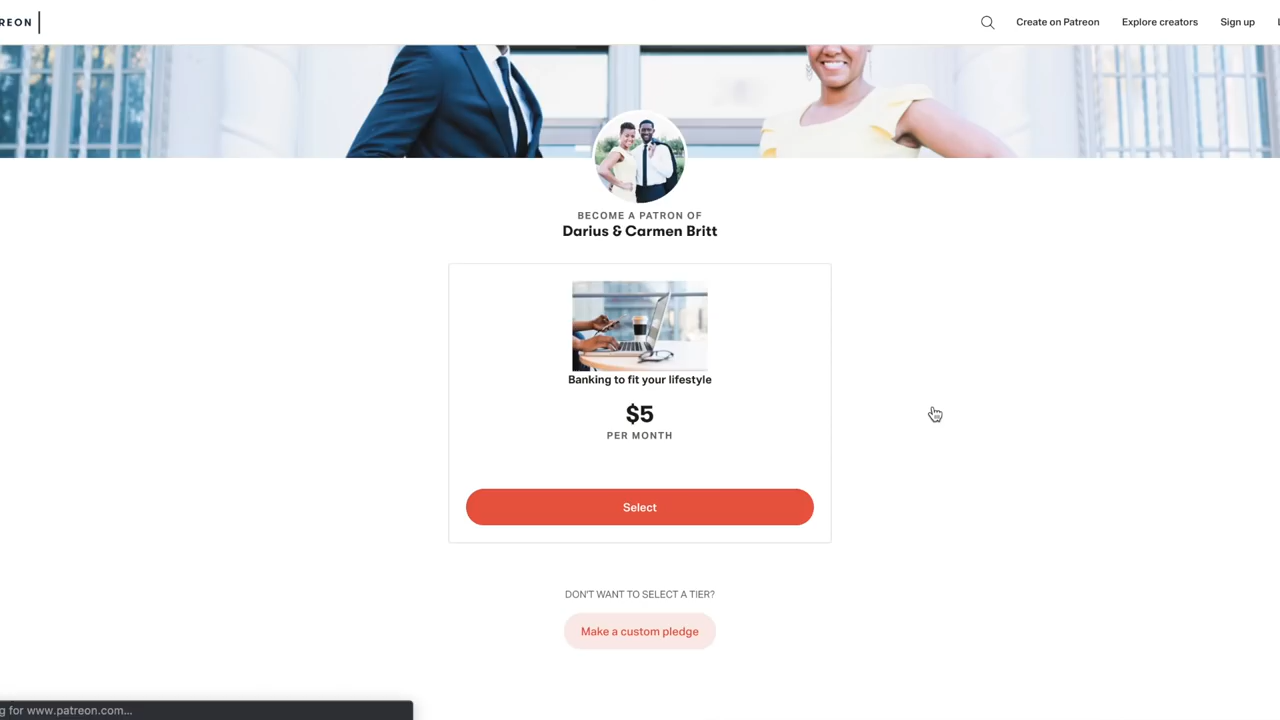 REON
Create on Patreon
Explore creators
Sign up
BECOME A PATRON OF
Darius & Carmen Britt
Banking to fit your lifestyle
$5
PER MONTH
Select
DON'T WANT TO SELECT A TIER?
Make a custom pledge
g for www.patreon.com...